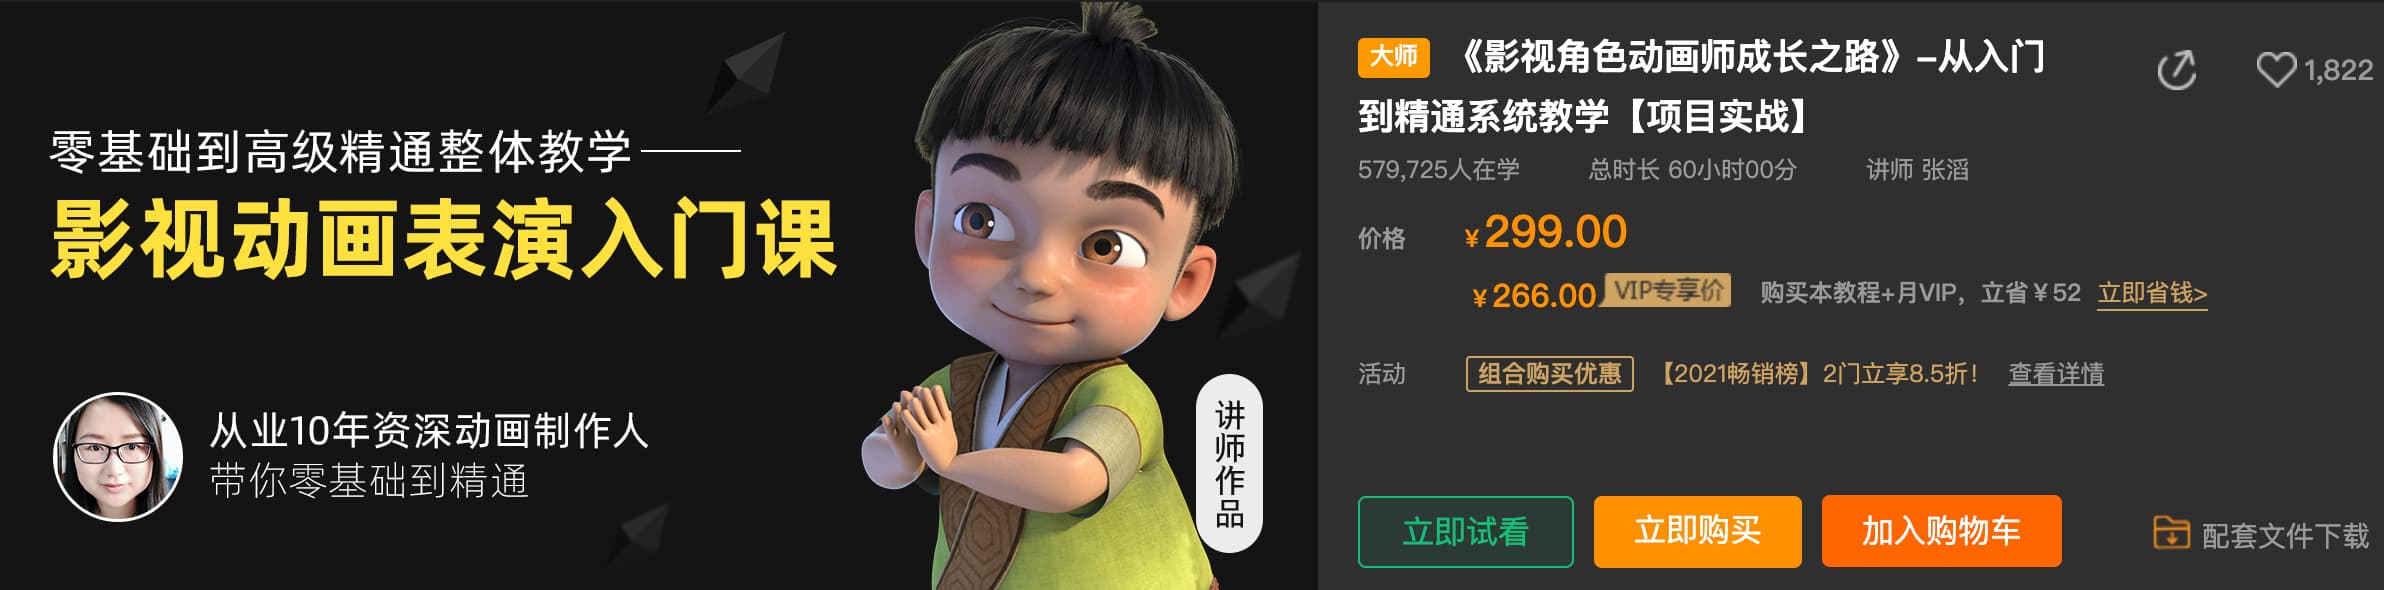 零基础到高级精通整体教学——
影视动画表演入门课
从业10年资深动画制作人
带你零基础到精通
讲师作品
大师 《影视角色动画师成长之路》-从入门
到精通系统教学【项目实战】
1,822
579,725人在学 总时长 60小时00分 讲师 张滔
价格 ¥299.00
¥266.00 VIP专享价 购买本教程+月VIP，立省¥52 立即省钱>
活动 组合购买优惠 【2021畅销榜】2门立享8.5折！ 查看详情
立即试看 立即购买 加入购物车 配套文件下载